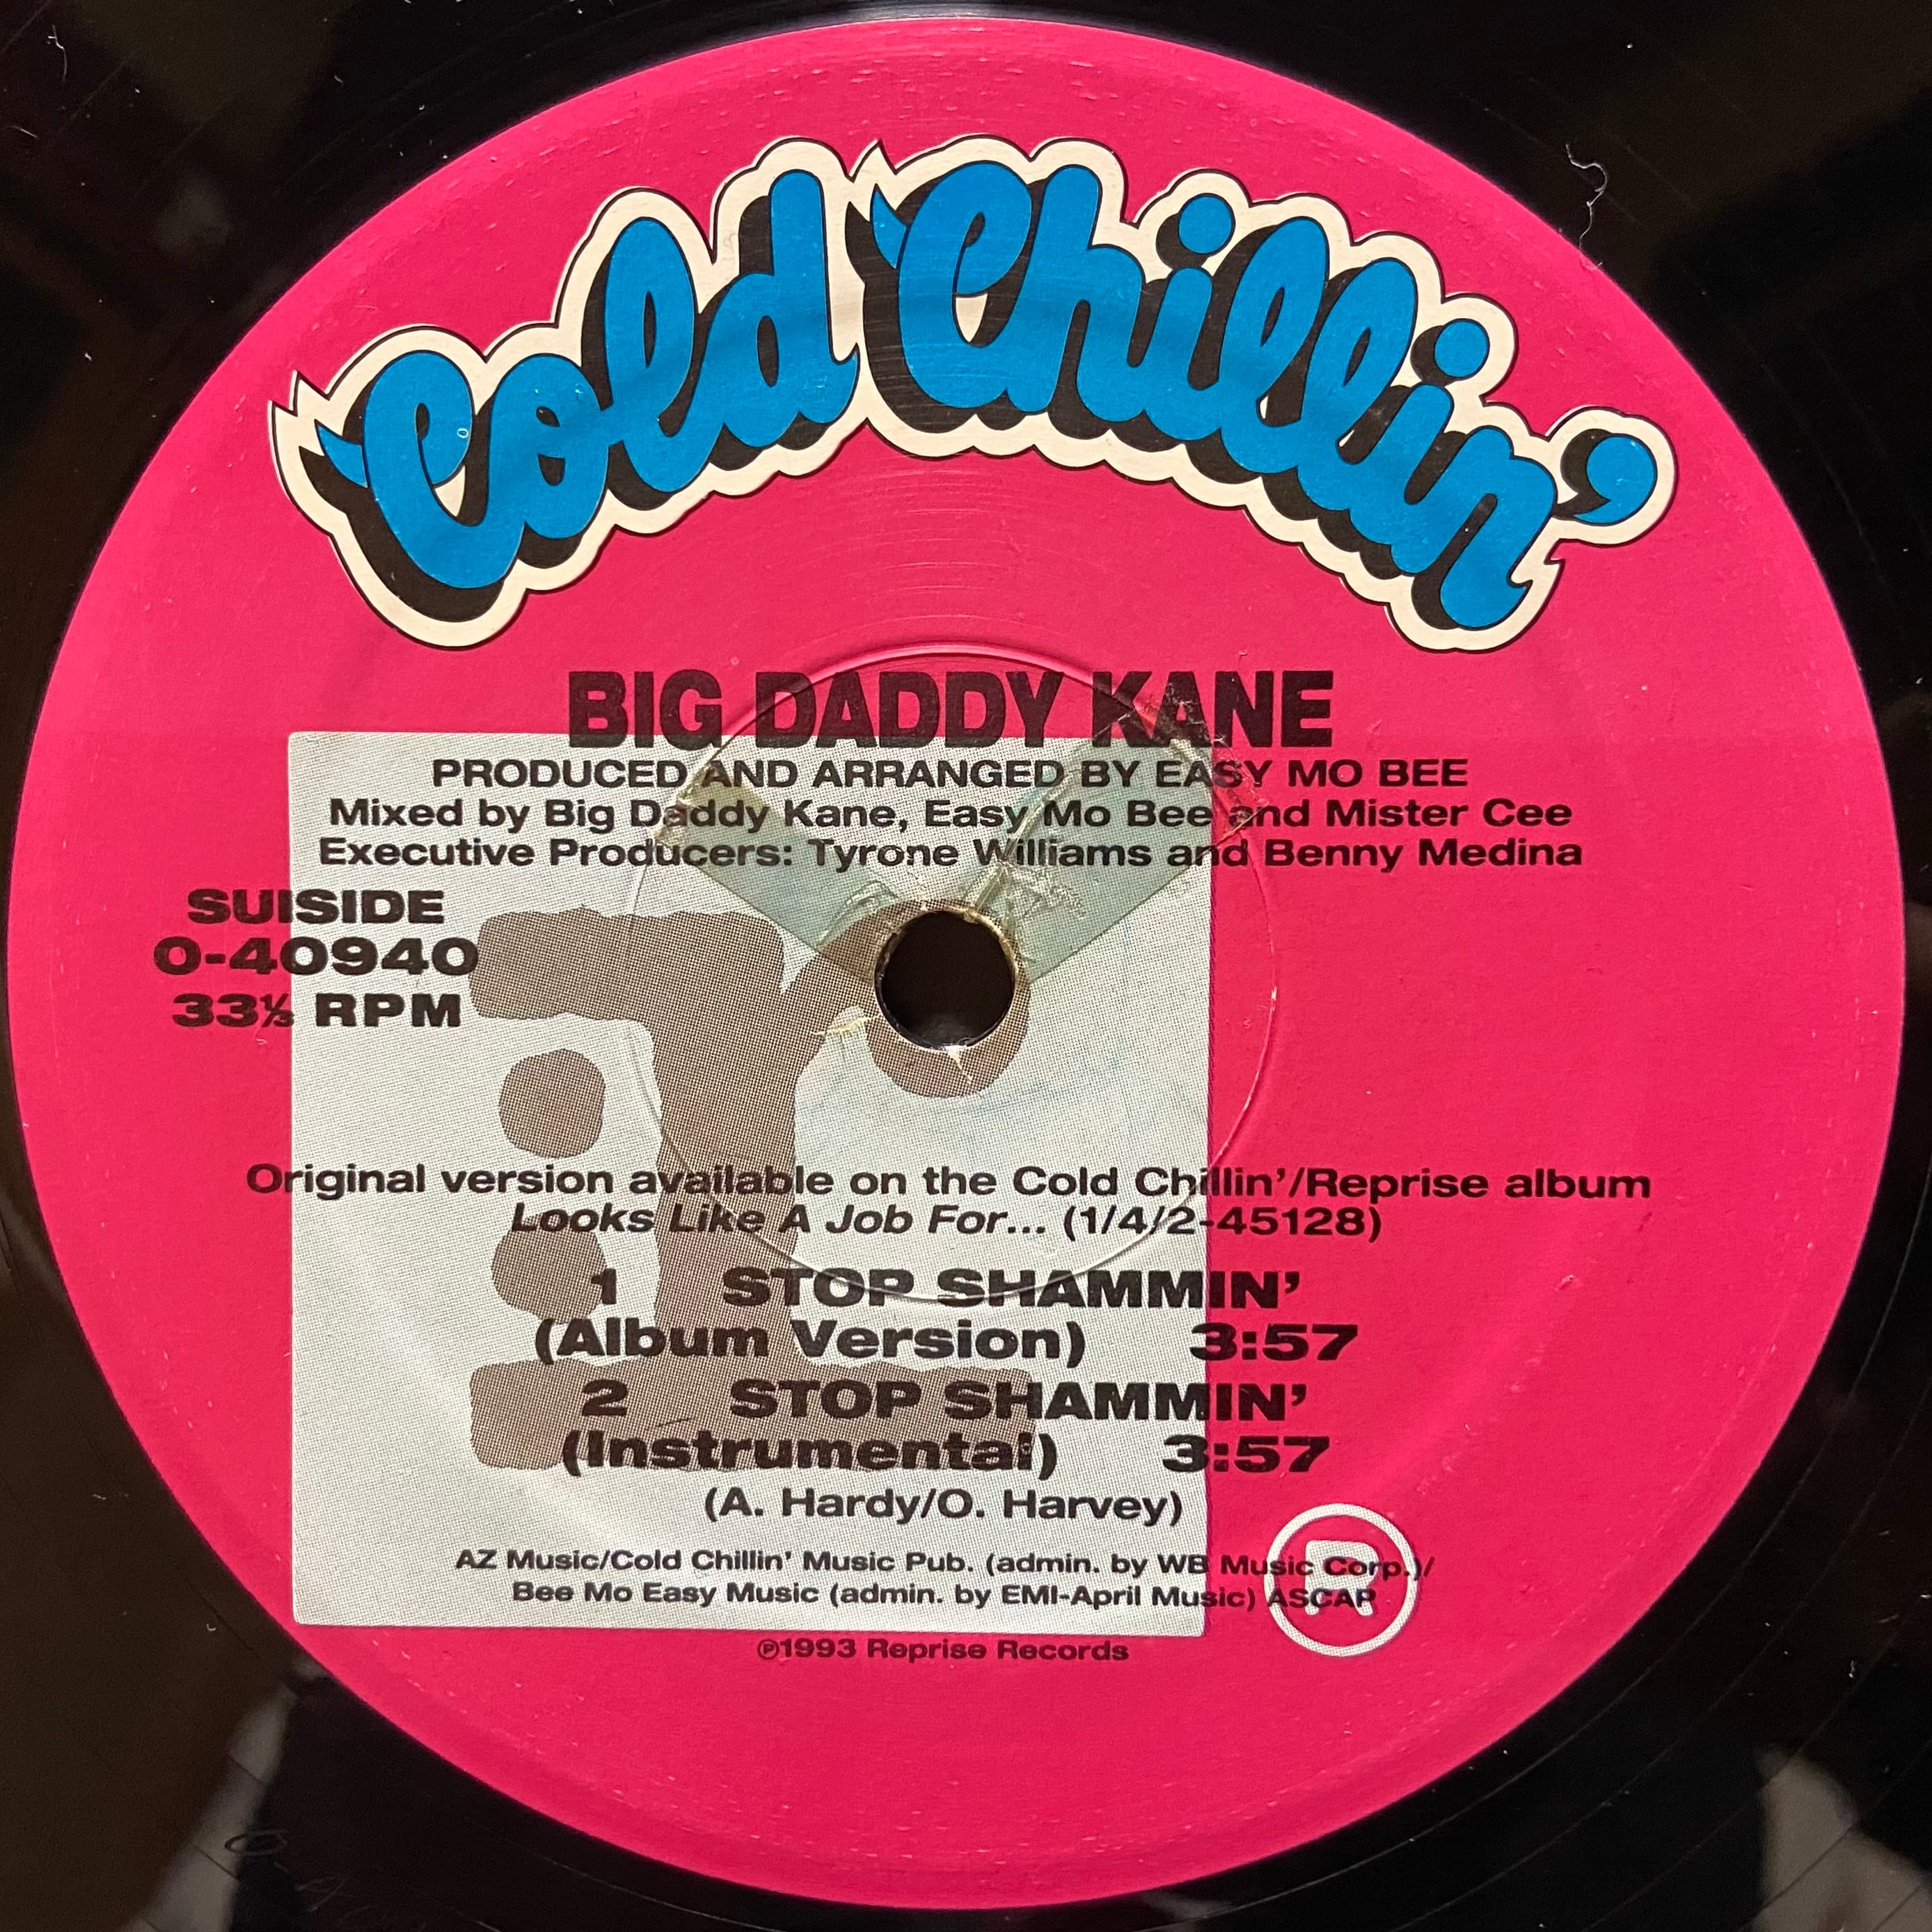 Cold Chillin'
BIG DADDY KANE
PRODUCED AND ARRANGED BY EASY MO BEE
Mixed by Big Daddy Kane, Easy Mo Bee and Mister Cee
Executive Producers: Tyrone Williams and Benny Medina
SUISIDE
0-40940
33⅓ RPM
Original version available on the Cold Chillin'/Reprise album
Looks Like A Job For... (1/4/2-45128)
1 STOP SHAMMIN'
(Album Version) 3:57
2 STOP SHAMMIN'
(Instrumental) 3:57
(A. Hardy/O. Harvey)
AZ Music/Cold Chillin' Music Pub. (admin. by WB Music Corp.)/
Bee Mo Easy Music (admin. by EMI-April Music) ASCAP
R
℗1993 Reprise Records